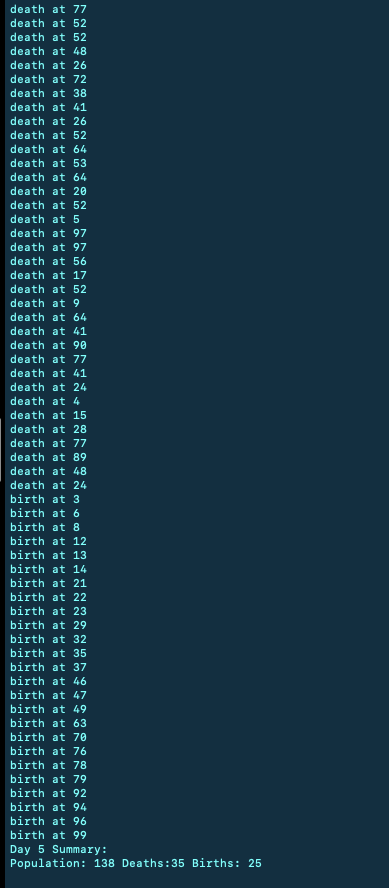 death at 77
death at 52
death at 52
death at 48
death at 26
death at 72
death at 38
death at 41
death at 26
death at 52
death at 64
death at 53
death at 64
death at 20
death at 52
death at 5
death at 97
death at 97
death at 56
death at 17
death at 52
death at 9
death at 64
death at 41
death at 90
death at 77
death at 41
death at 24
death at 4
death at 15
death at 28
death at 77
death at 89
death at 48
death at 24
birth at 3
birth at 6
birth at 8
birth at 12
birth at 13
birth at 14
birth at 21
birth at 22
birth at 23
birth at 29
birth at 32
birth at 35
birth at 37
birth at 46
birth at 47
birth at 49
birth at 63
birth at 70
birth at 76
birth at 78
birth at 79
birth at 92
birth at 94
birth at 96
birth at 99
Day 5 Summary:
Population: 138 Deaths:35 Births: 25